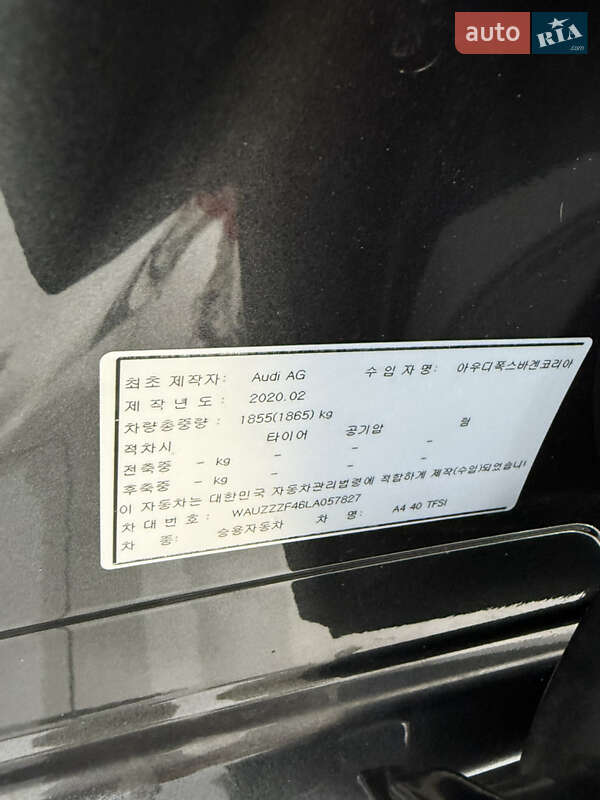 auto RIA .com
최초 제작자: Audi AG 수 입 자 명: 아우디폭스바겐코리아
제 작 년 도 : 2020.02
차량총중량 : 1855(1865) kg
적차시 타이어 공기압 림
전축중 - kg - - -
후축중 - kg - - -
이 자동차는 대한민국 자동차관리법령에 적합하게 제작(수입)되었습니
차 대 번 호 : WAUZZZF46LA057827
차 종: 승용자동차 차 명: A4 40 TFSI